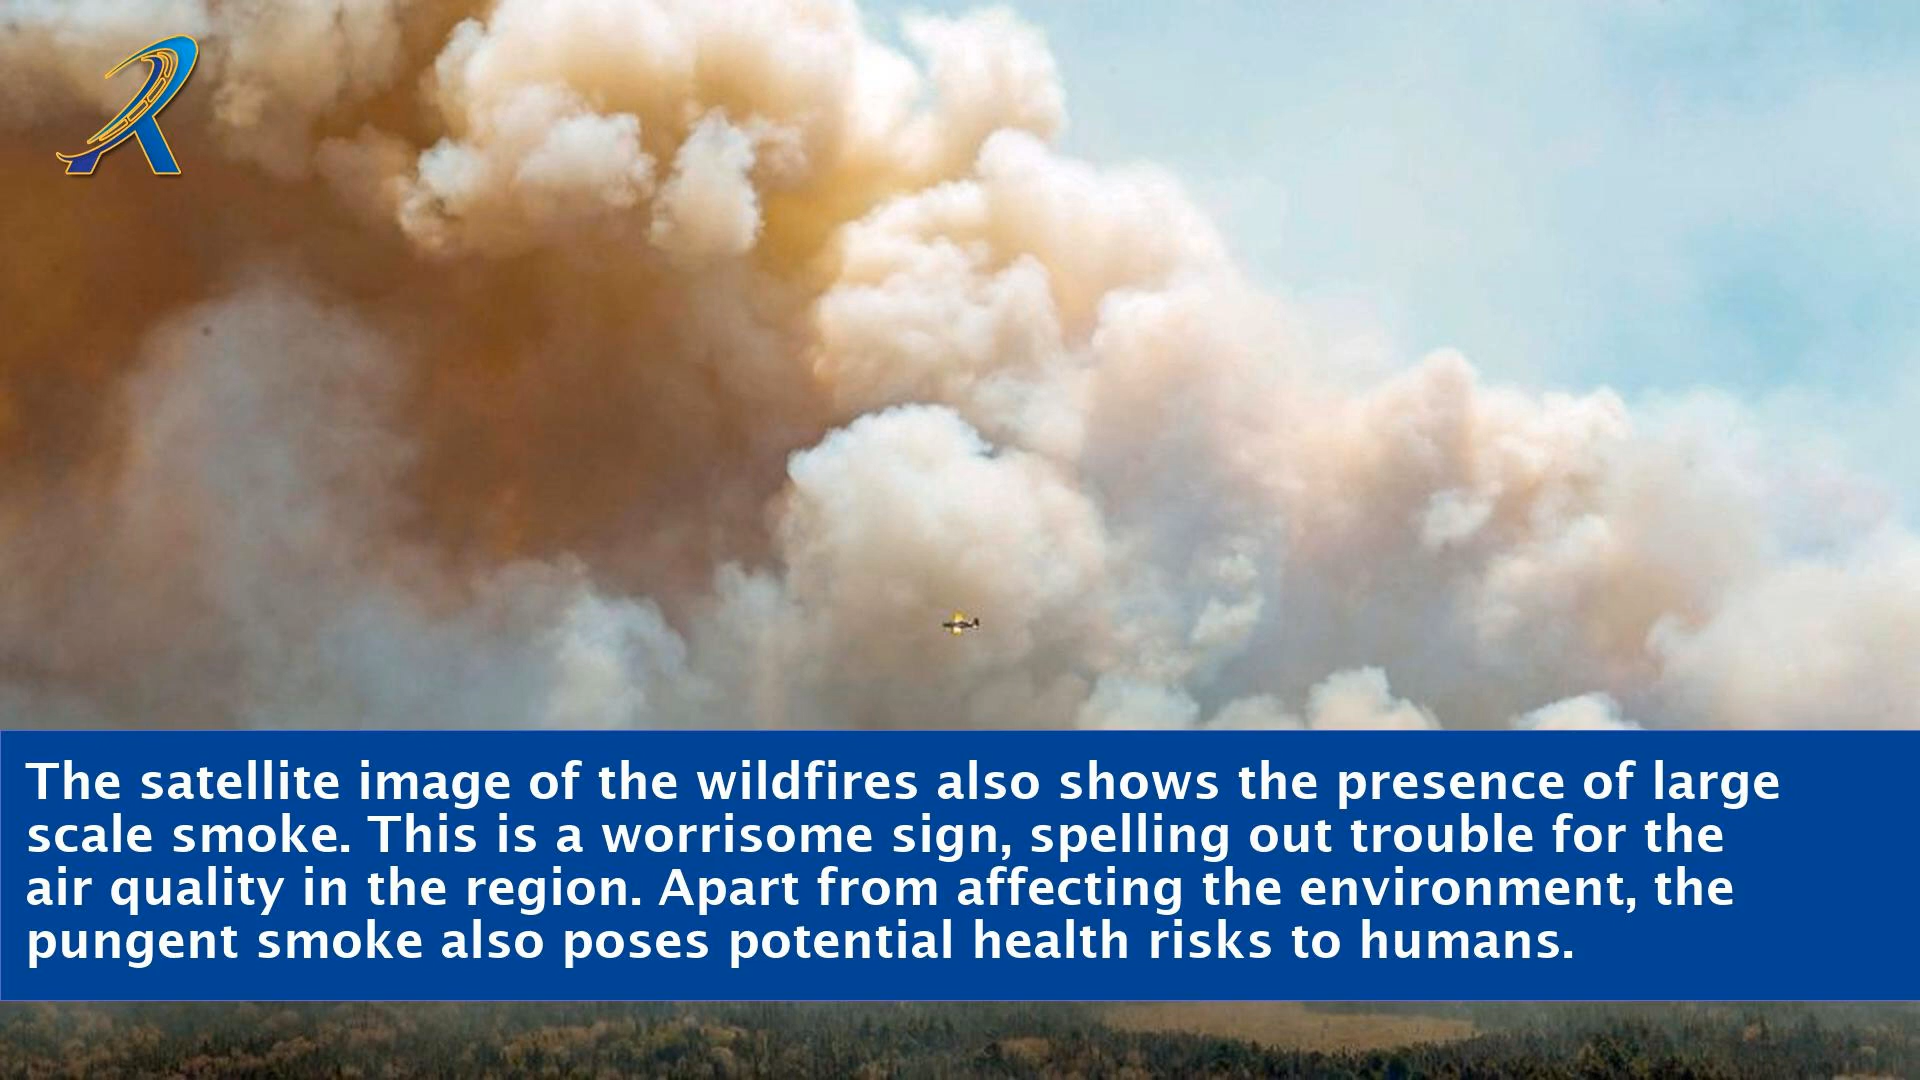 The satellite image of the wildfires also shows the presence of large
scale smoke. This is a worrisome sign, spelling out trouble for the
air quality in the region. Apart from affecting the environment, the
pungent smoke also poses potential health risks to humans.